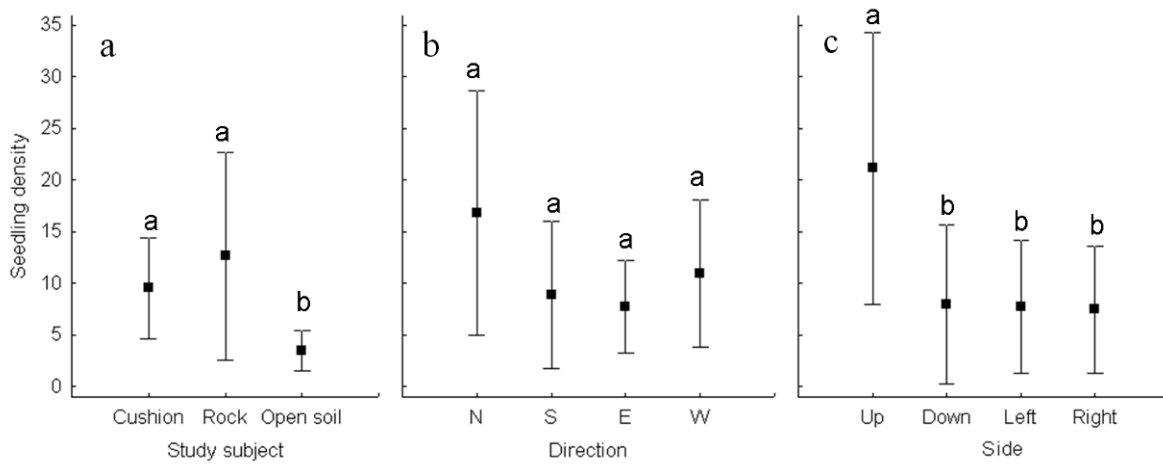 Seedling density
35
30
25
20
15
10
5
0
a
a
a
b
Cushion Rock Open soil
Study subject
b
a
a
a
a
N S E W
Direction
c
a
b
b
b
Up Down Left Right
Side